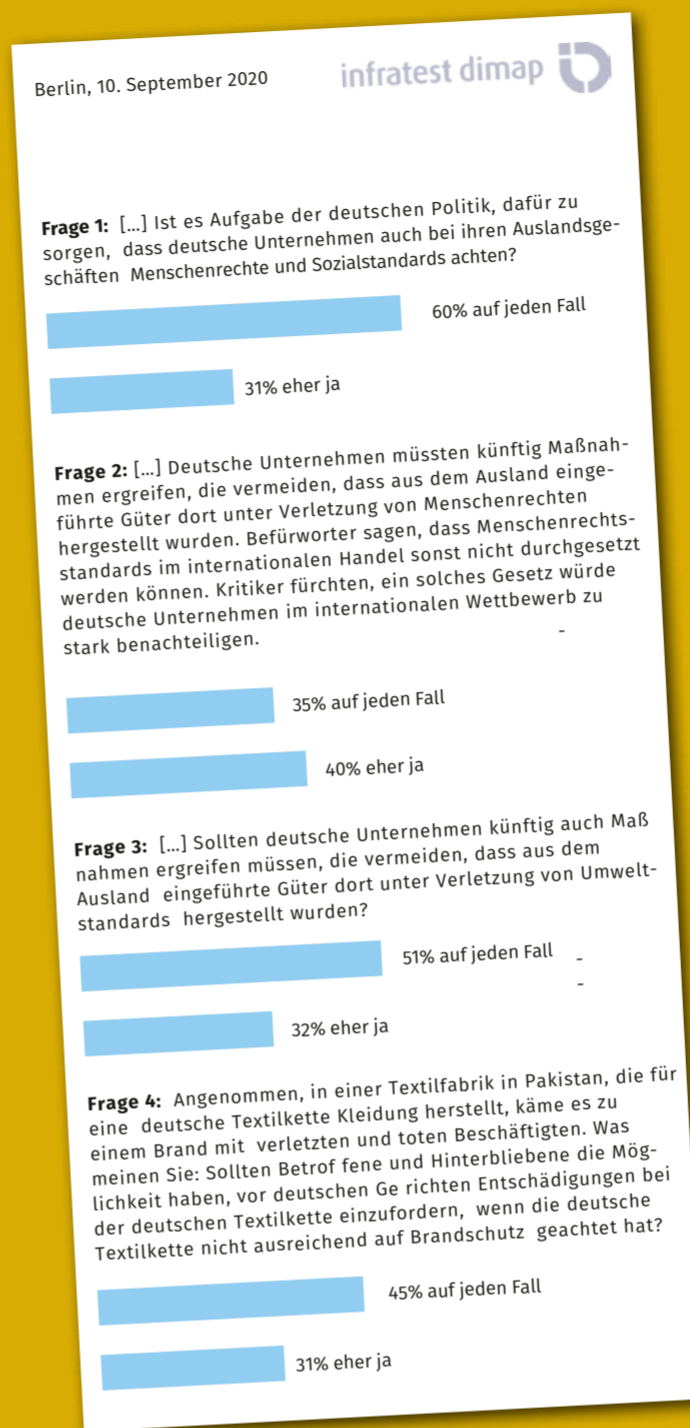 Berlin, 10. September 2020
infratest dimap
Frage 1: [...] Ist es Aufgabe der deutschen Politik, dafür zu
sorgen, dass deutsche Unternehmen auch bei ihren Auslandsge-
schäften Menschenrechte und Sozialstandards achten?
60% auf jeden Fall
31% eher ja
Frage 2: [...] Deutsche Unternehmen müssten künftig Maßnah-
men ergreifen, die vermeiden, dass aus dem Ausland einge-
führte Güter dort unter Verletzung von Menschenrechten
hergestellt wurden. Befürworter sagen, dass Menschenrechts-
standards im internationalen Handel sonst nicht durchgesetzt
werden können. Kritiker fürchten, ein solches Gesetz würde
deutsche Unternehmen im internationalen Wettbewerb zu
stark benachteiligen. -
35% auf jeden Fall
40% eher ja
Frage 3: [...] Sollten deutsche Unternehmen künftig auch Maß
nahmen ergreifen müssen, die vermeiden, dass aus dem
Ausland eingeführte Güter dort unter Verletzung von Umwelt-
standards hergestellt wurden?
51% auf jeden Fall -
-
32% eher ja
Frage 4: Angenommen, in einer Textilfabrik in Pakistan, die für
eine deutsche Textilkette Kleidung herstellt, käme es zu
einem Brand mit verletzten und toten Beschäftigten. Was
meinen Sie: Sollten Betrof fene und Hinterbliebene die Mög-
lichkeit haben, vor deutschen Ge richten Entschädigungen bei
der deutschen Textilkette einzufordern, wenn die deutsche
Textilkette nicht ausreichend auf Brandschutz geachtet hat?
45% auf jeden Fall
31% eher ja